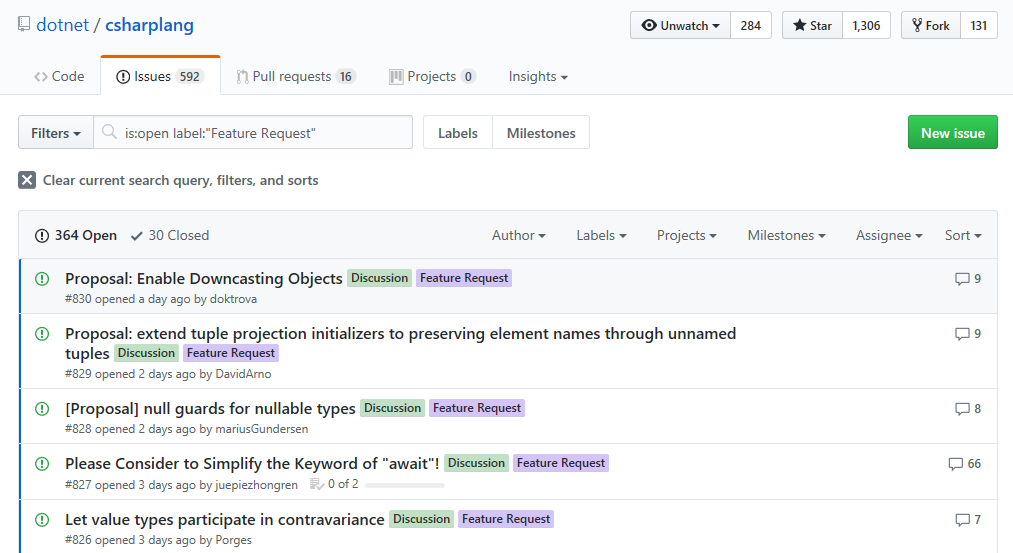 dotnet / csharplang
Unwatch 284 Star 1,306 Fork 131
Code Issues 592 Pull requests 16 Projects 0 Insights
Filters is:open label:"Feature Request" Labels Milestones New issue
Clear current search query, filters, and sorts
364 Open 30 Closed Author Labels Projects Milestones Assignee Sort
Proposal: Enable Downcasting Objects Discussion Feature Request 9
#830 opened a day ago by doktrova
Proposal: extend tuple projection initializers to preserving element names through unnamed 9
tuples Discussion Feature Request
#829 opened 2 days ago by DavidArno
[Proposal] null guards for nullable types Discussion Feature Request 8
#828 opened 2 days ago by mariusGundersen
Please Consider to Simplify the Keyword of "await"! Discussion Feature Request 66
#827 opened 3 days ago by juepiezhongren 0 of 2
Let value types participate in contravariance Discussion Feature Request 7
#826 opened 3 days ago by Porges